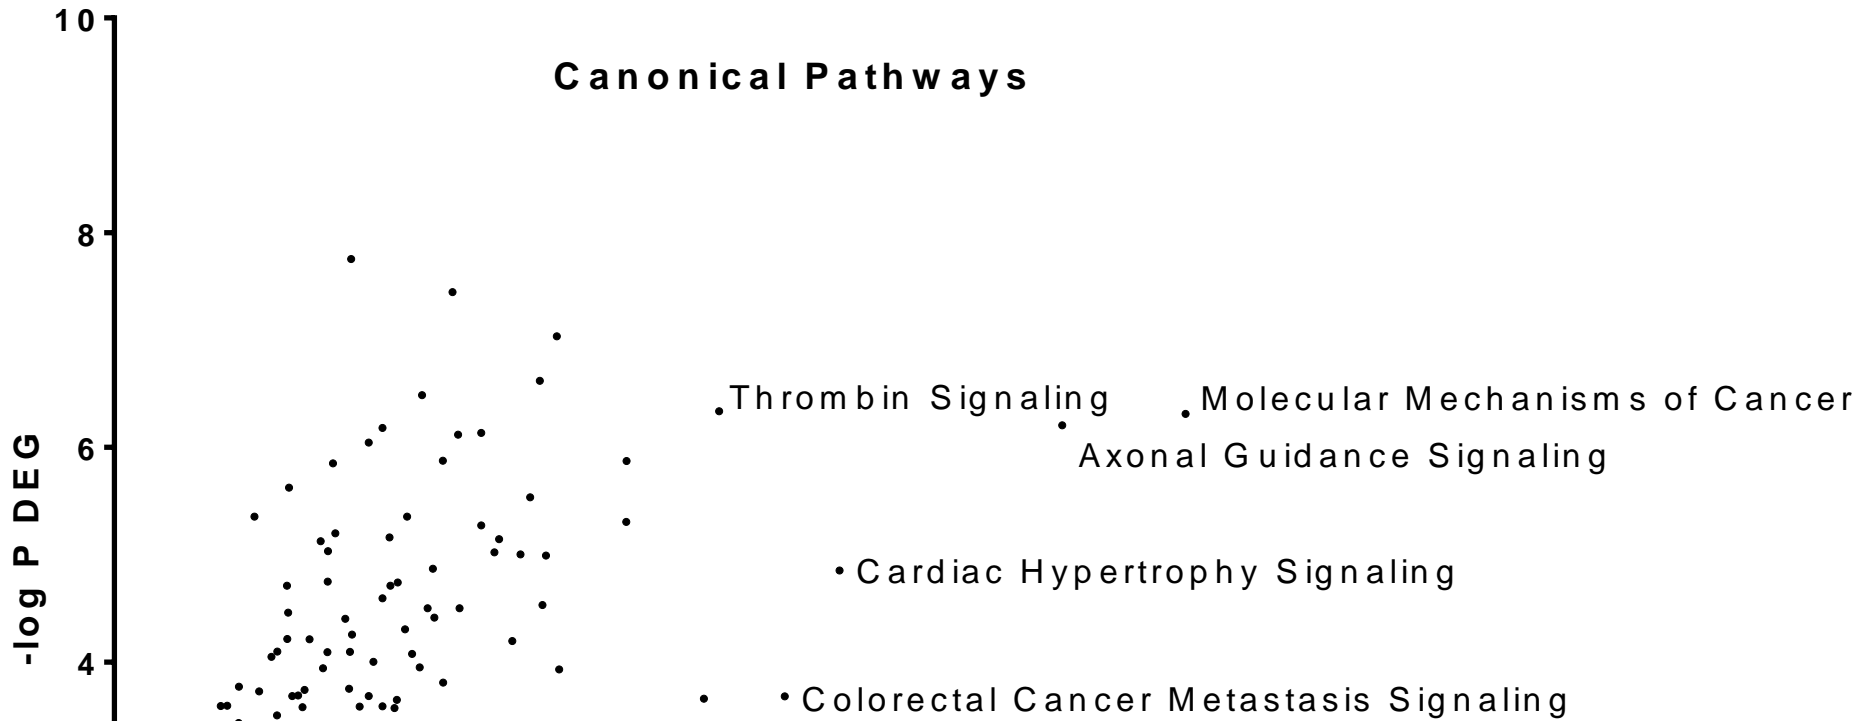 10
Canonical Pathways
8
Thrombin Signaling
Molecular Mechanisms of Cancer
6
Axonal Guidance Signaling
-log P DEG
Cardiac Hypertrophy Signaling
4
Colorectal Cancer Metastasis Signaling